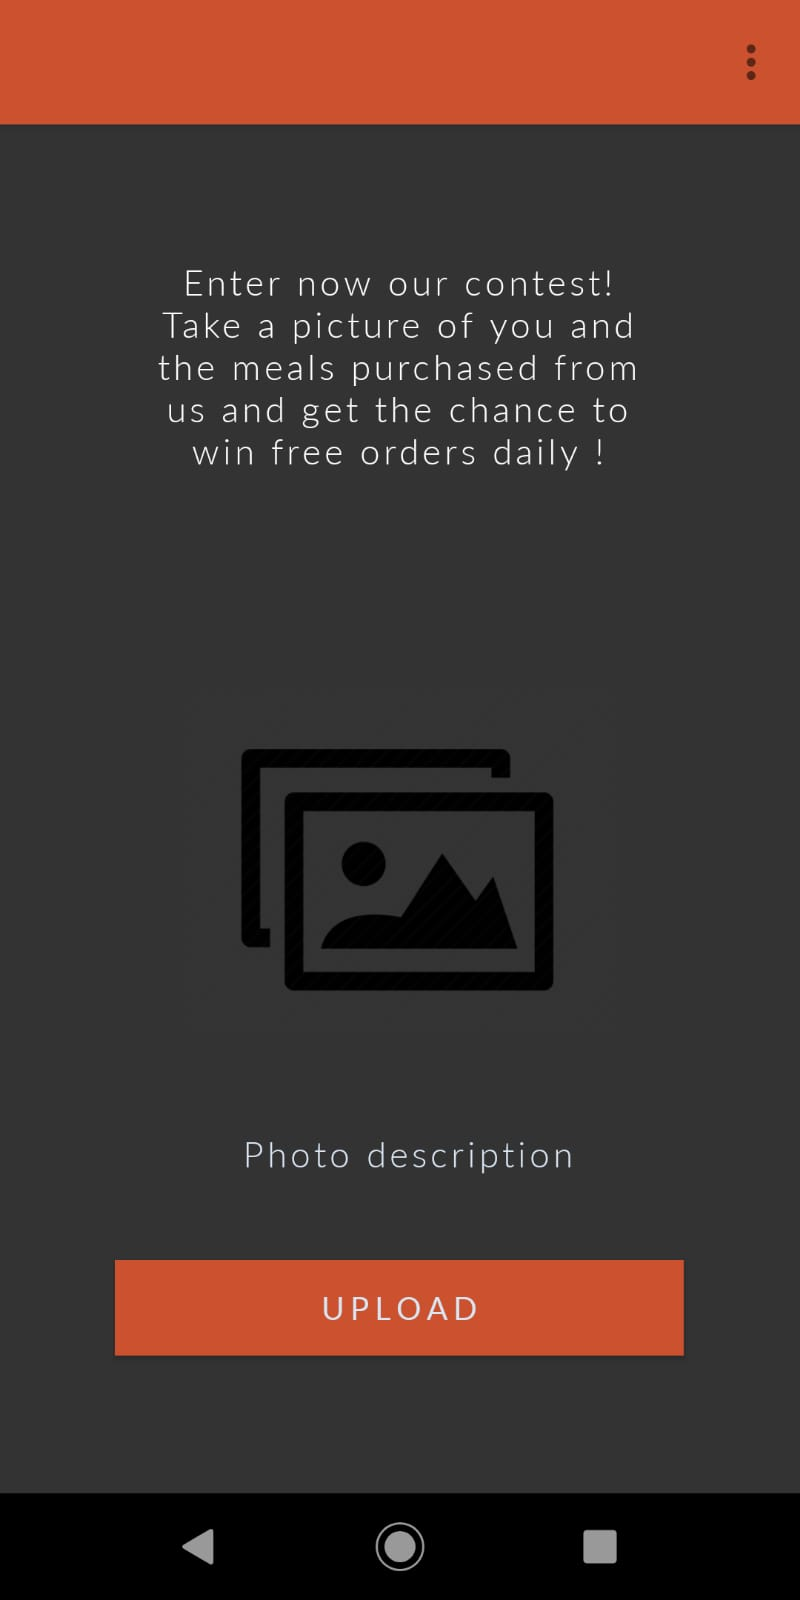 Enter now our contest!
Take a picture of you and
the meals purchased from
us and get the chance to
win free orders daily !
Photo description
UPLOAD